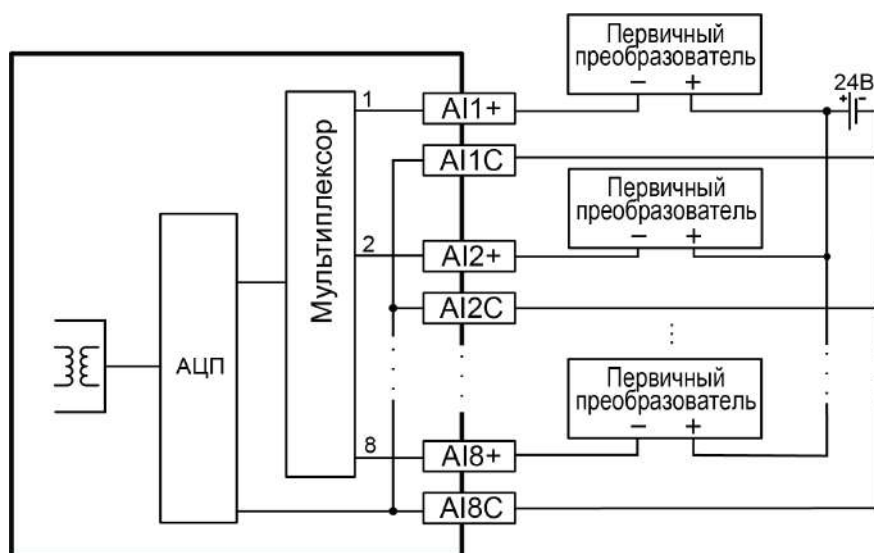 Первичный
преобразователь
− +
24В
+ -
1
AI1+
AI1C
Мультиплексор
Первичный
преобразователь
− +
2
AI2+
AI2C
АЦП
Первичный
преобразователь
− +
8
AI8+
AI8C